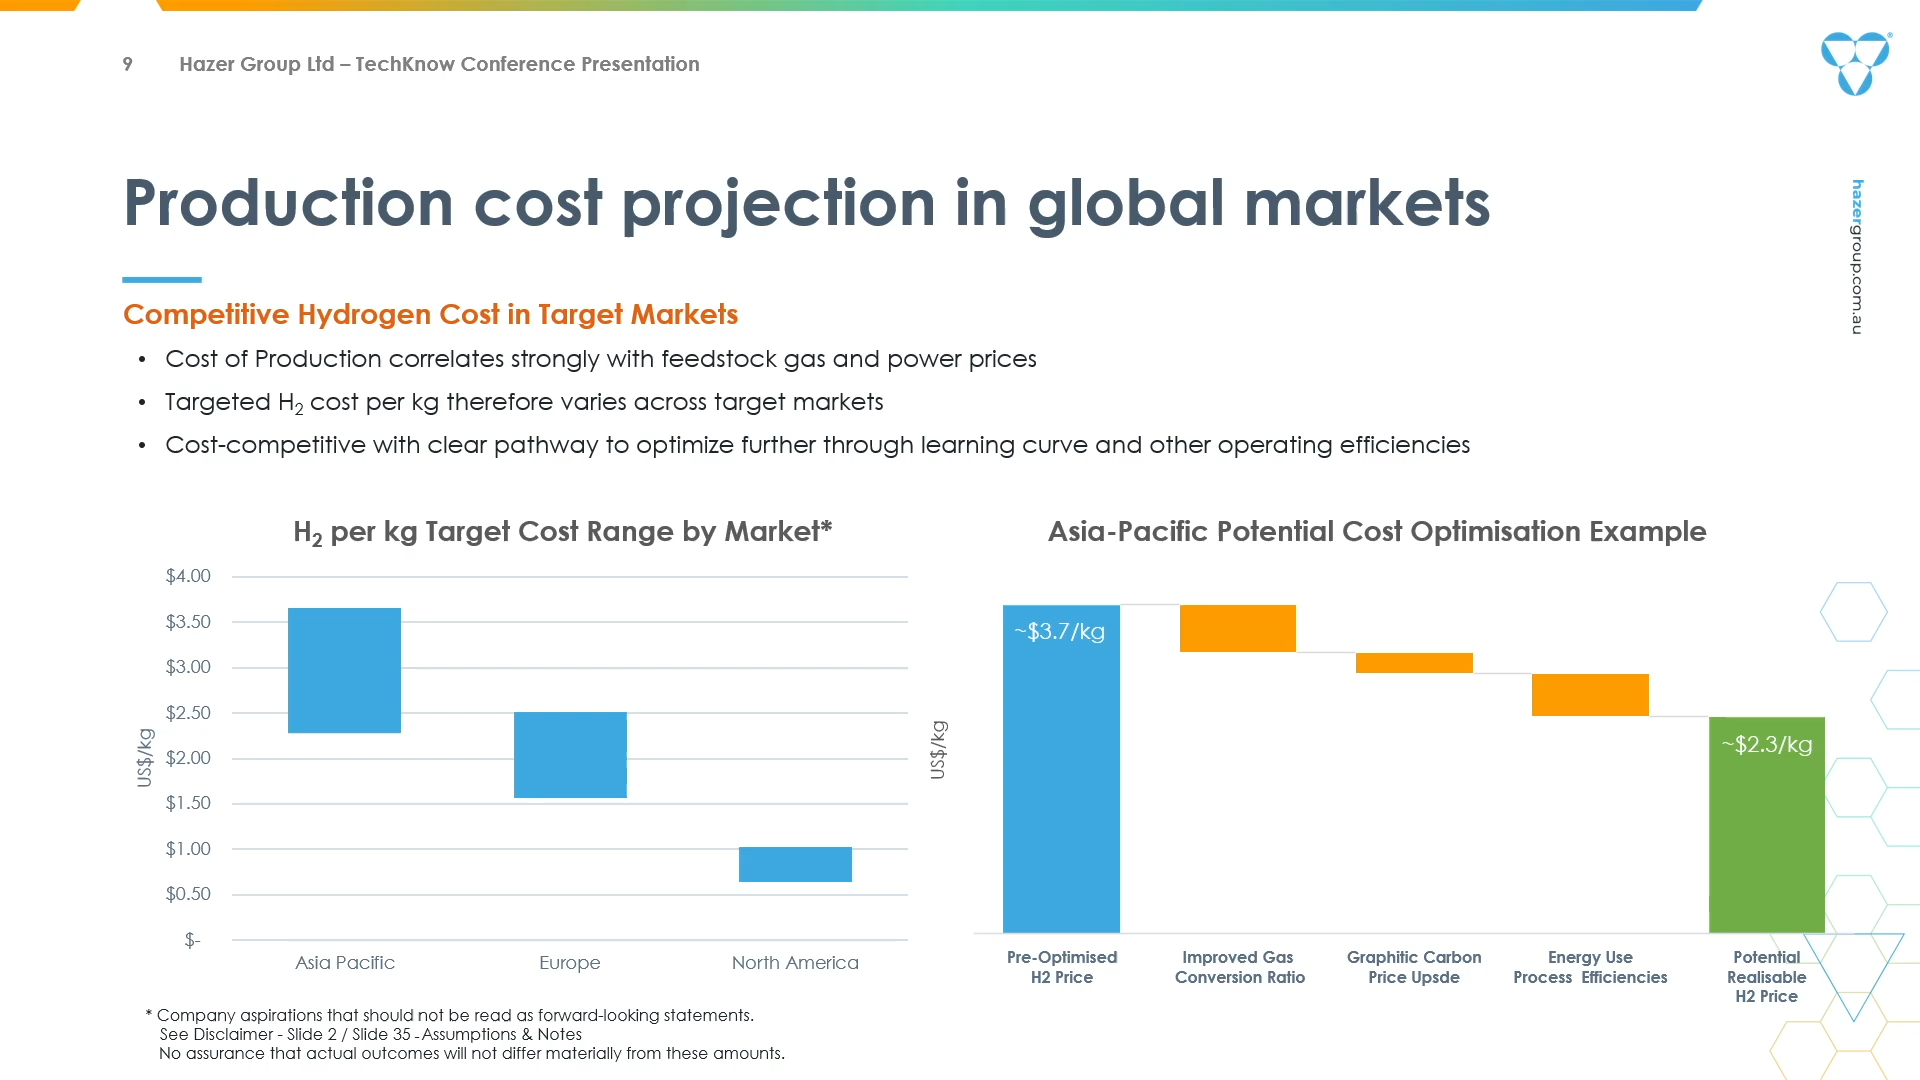 9 Hazer Group Ltd – TechKnow Conference Presentation
®
hazergroup.com.au
Production cost projection in global markets
Competitive Hydrogen Cost in Target Markets
• Cost of Production correlates strongly with feedstock gas and power prices
• Targeted H2 cost per kg therefore varies across target markets
• Cost-competitive with clear pathway to optimize further through learning curve and other operating efficiencies
H2 per kg Target Cost Range by Market*
US$/kg
$4.00
$3.50
$3.00
$2.50
$2.00
$1.50
$1.00
$0.50
$-
Asia Pacific Europe North America
* Company aspirations that should not be read as forward-looking statements.
See Disclaimer - Slide 2 / Slide 35 - Assumptions & Notes
No assurance that actual outcomes will not differ materially from these amounts.
Asia-Pacific Potential Cost Optimisation Example
US$/kg
~$3.7/kg
~$2.3/kg
Pre-Optimised
H2 Price
Improved Gas
Conversion Ratio
Graphitic Carbon
Price Upsde
Energy Use
Process Efficiencies
Potential
Realisable
H2 Price